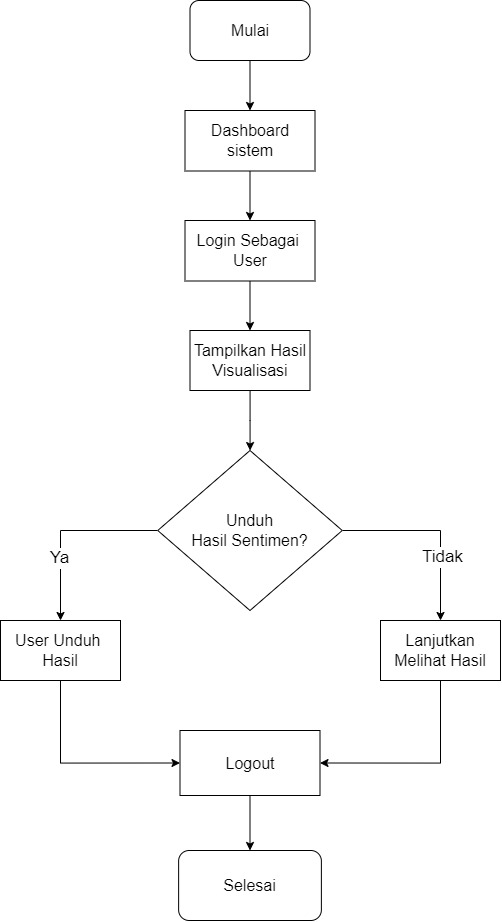 Mulai
Dashboard
sistem
Login Sebagai
User
Tampilkan Hasil
Visualisasi
Unduh
Hasil Sentimen?
Ya
Tidak
User Unduh
Hasil
Lanjutkan
Melihat Hasil
Logout
Selesai